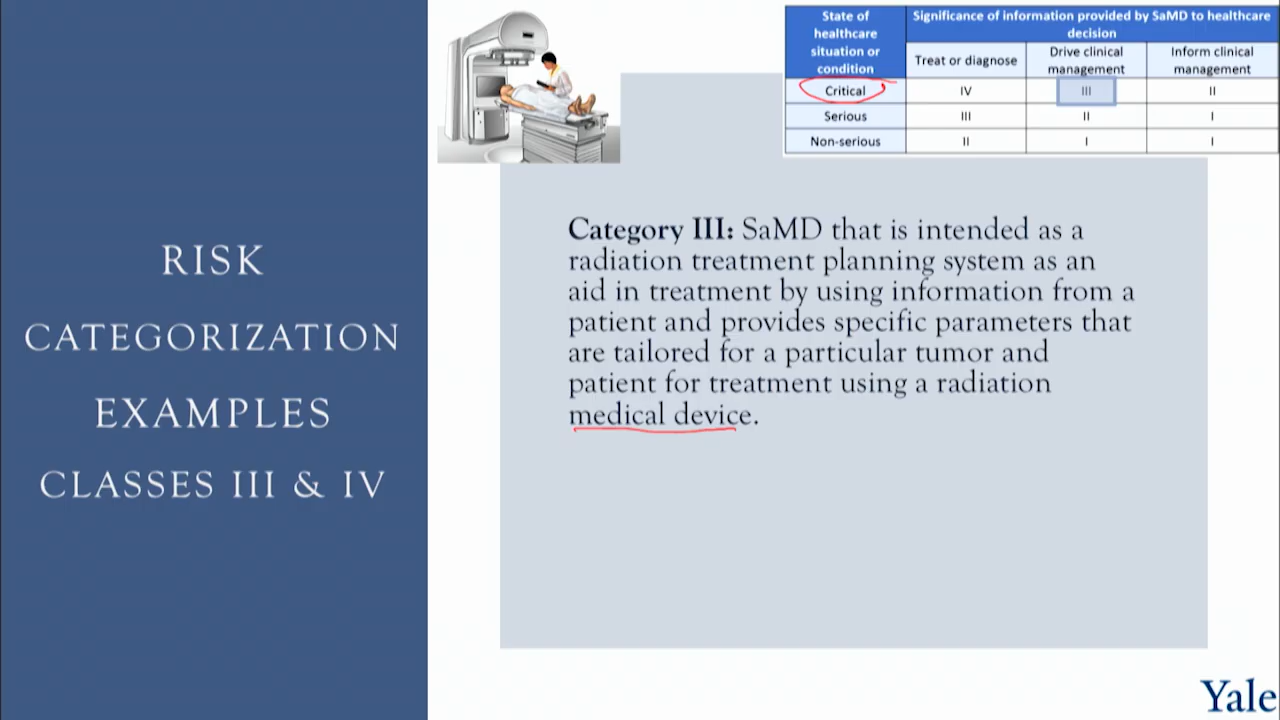 RISK
CATEGORIZATION
EXAMPLES
CLASSES III & IV
State of
healthcare
situation or
condition
Significance of information provided by SaMD to healthcare
decision
Treat or diagnose
Drive clinical
management
Inform clinical
management
Critical IV III II
Serious III II I
Non-serious II I I
Category III: SaMD that is intended as a
radiation treatment planning system as an
aid in treatment by using information from a
patient and provides specific parameters that
are tailored for a particular tumor and
patient for treatment using a radiation
medical device.
Yale